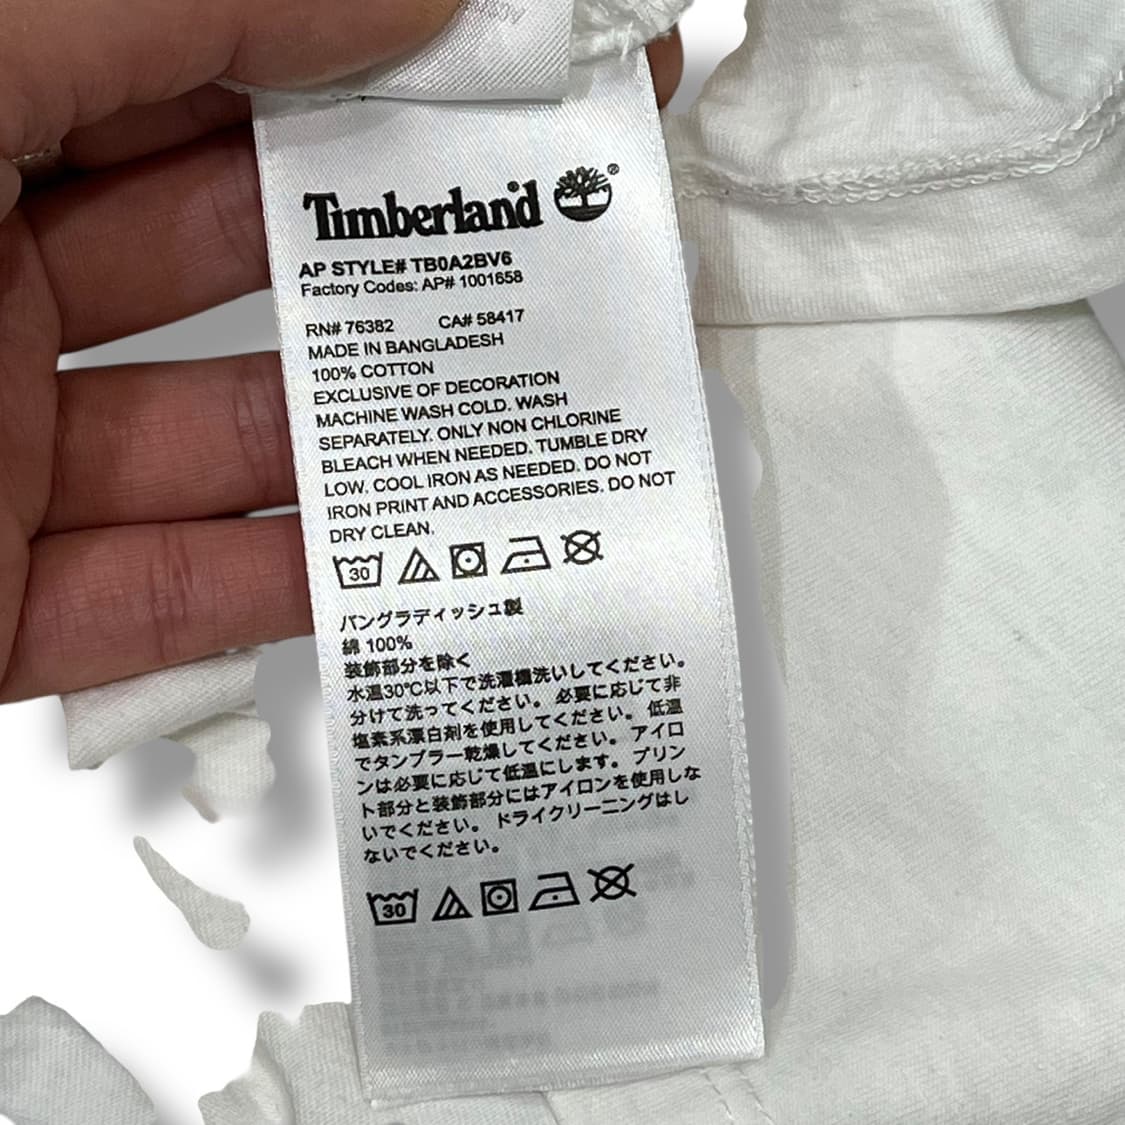 Timberland ®
AP STYLE# TB0A2BV6
Factory Codes: AP# 1001658
RN# 76382 CA# 58417
MADE IN BANGLADESH
100% COTTON
EXCLUSIVE OF DECORATION
MACHINE WASH COLD. WASH
SEPARATELY. ONLY NON CHLORINE
BLEACH WHEN NEEDED. TUMBLE DRY
LOW. COOL IRON AS NEEDED. DO NOT
IRON PRINT AND ACCESSORIES. DO NOT
DRY CLEAN.
30
バングラディッシュ製
綿 100%
装飾部分を除く
水温30℃以下で洗濯機洗いしてください。
必要に応じて非
分けて洗ってください。
塩素系漂白剤を使用してください。 低温
でタンブラー乾燥してください。 アイロ
ンは必要に応じて低温にします。 プリン
ト部分と装飾部分にはアイロンを使用しな
いでください。 ドライクリーニングはし
ないでください。
30